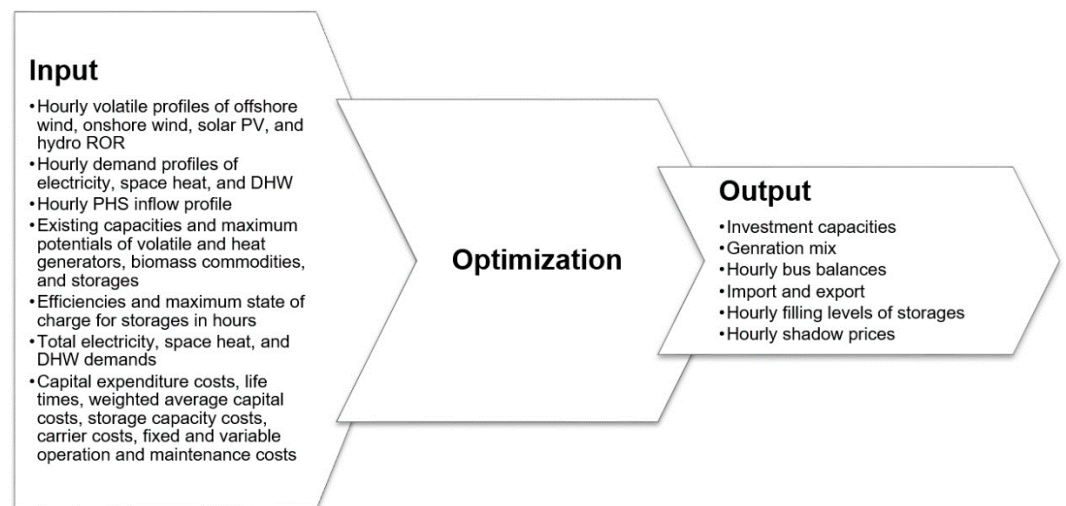 Input
•Hourly volatile profiles of offshore
wind, onshore wind, solar PV, and
hydro ROR
•Hourly demand profiles of
electricity, space heat, and DHW
•Hourly PHS inflow profile
•Existing capacities and maximum
potentials of volatile and heat
generators, biomass commodities,
and storages
•Efficiencies and maximum state of
charge for storages in hours
•Total electricity, space heat, and
DHW demands
•Capital expenditure costs, life
times, weighted average capital
costs, storage capacity costs,
carrier costs, fixed and variable
operation and maintenance costs
Optimization
Output
•Investment capacities
•Genration mix
•Hourly bus balances
•Import and export
•Hourly filling levels of storages
•Hourly shadow prices